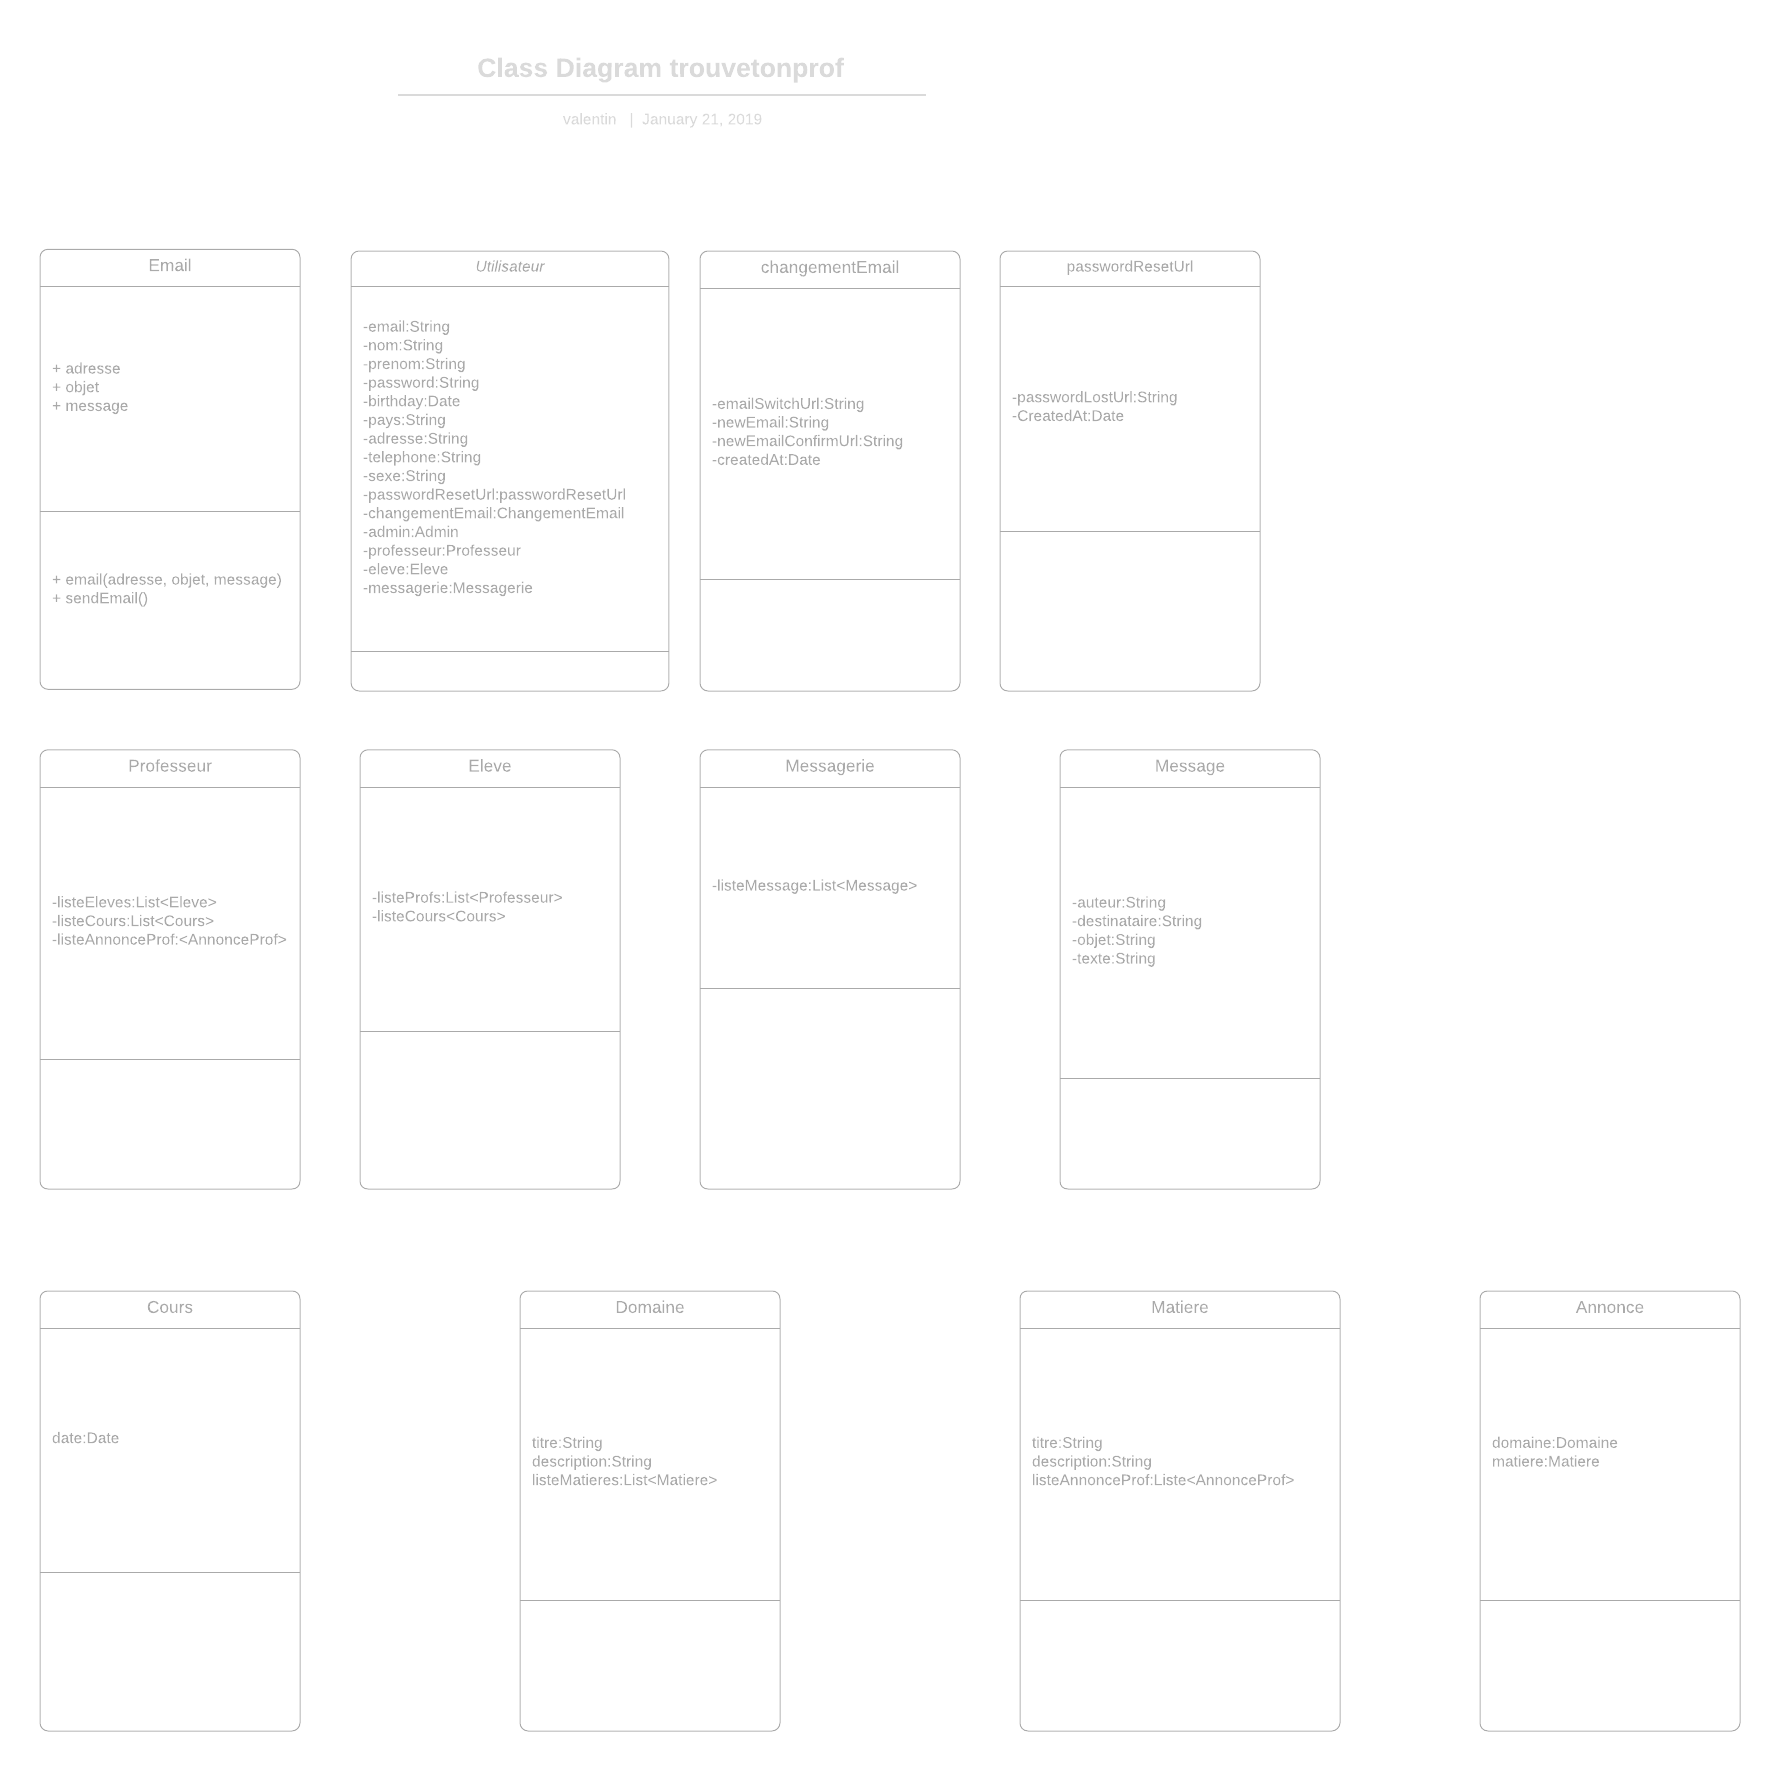 Class Diagram trouvetonprof
valentin | January 21, 2019
Email
+ adresse
+ objet
+ message
+ email(adresse, objet, message)
+ sendEmail()
Utilisateur
-email:String
-nom:String
-prenom:String
-password:String
-birthday:Date
-pays:String
-adresse:String
-telephone:String
-sexe:String
-passwordResetUrl:passwordResetUrl
-changementEmail:ChangementEmail
-admin:Admin
-professeur:Professeur
-eleve:Eleve
-messagerie:Messagerie
changementEmail
-emailSwitchUrl:String
-newEmail:String
-newEmailConfirmUrl:String
-createdAt:Date
passwordResetUrl
-passwordLostUrl:String
-CreatedAt:Date
Professeur
-listeEleves:List<Eleve>
-listeCours:List<Cours>
-listeAnnonceProf:<AnnonceProf>
Eleve
-listeProfs:List<Professeur>
-listeCours<Cours>
Messagerie
-listeMessage:List<Message>
Message
-auteur:String
-destinataire:String
-objet:String
-texte:String
Cours
date:Date
Domaine
titre:String
description:String
listeMatieres:List<Matiere>
Matiere
titre:String
description:String
listeAnnonceProf:Liste<AnnonceProf>
Annonce
domaine:Domaine
matiere:Matiere